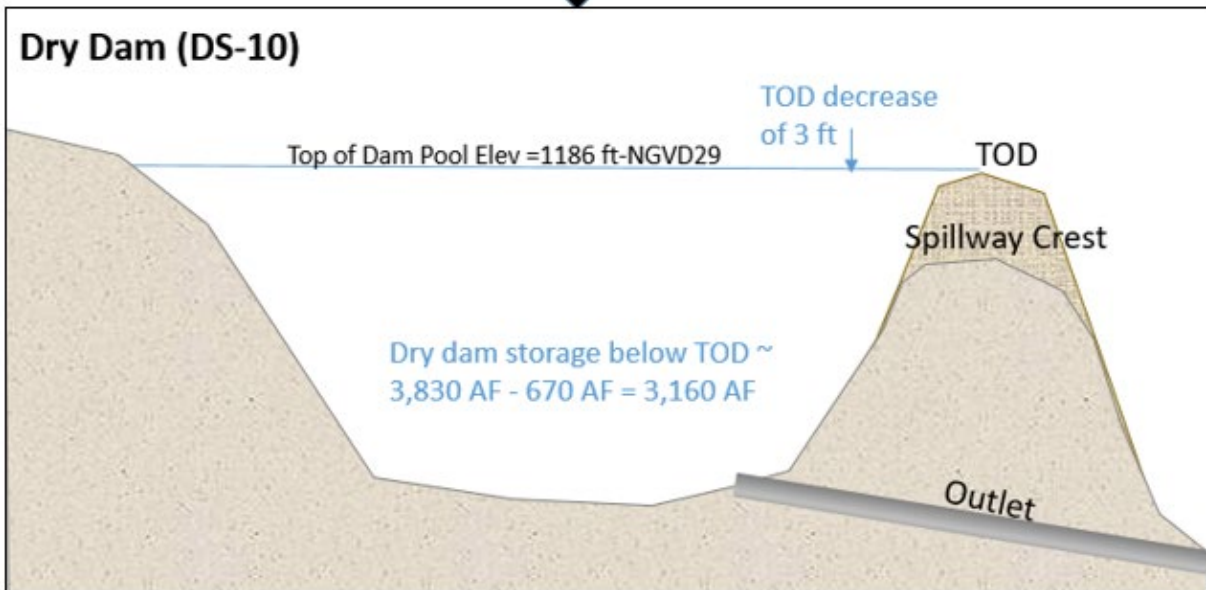 Dry Dam (DS-10)
TOD decrease
of 3 ft
Top of Dam Pool Elev =1186 ft-NGVD29
TOD
Spillway Crest
Dry dam storage below TOD ~
3,830 AF - 670 AF = 3,160 AF
Outlet